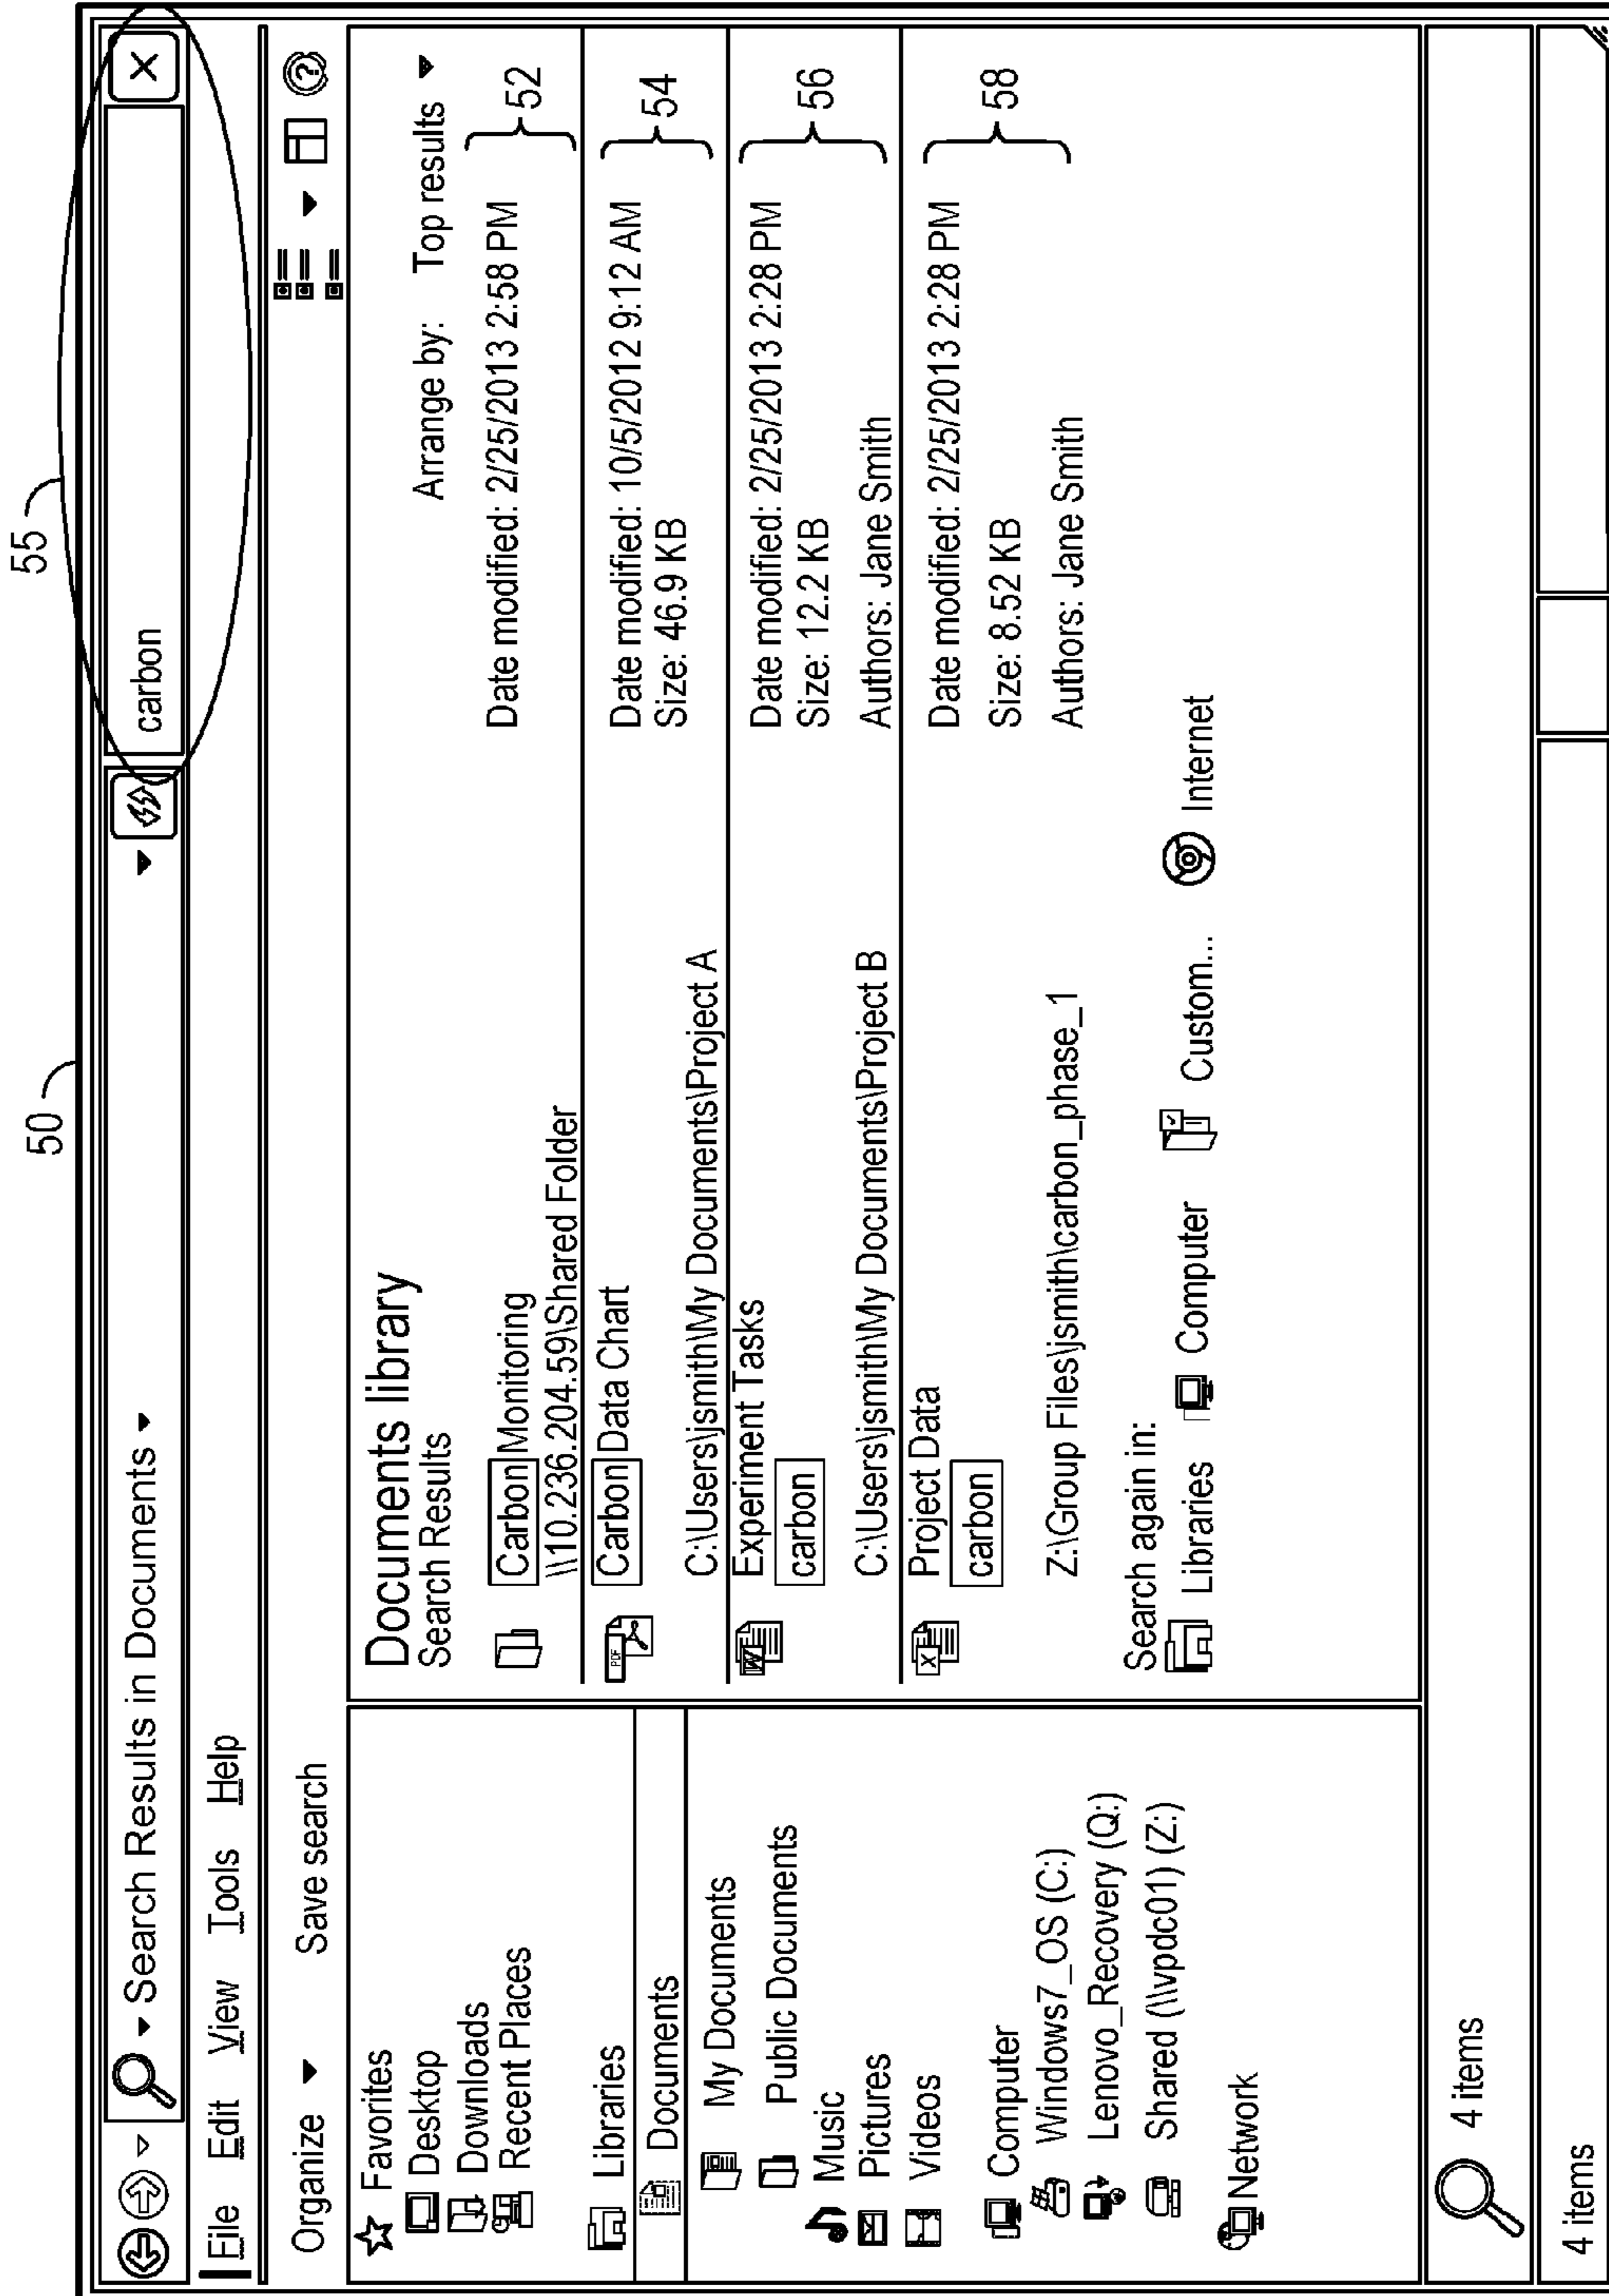 50
55
Search Results in Documents
carbon
File Edit View Tools Help
Organize Save search
Favorites
Desktop
Downloads
Recent Places
Libraries
Documents
My Documents
Public Documents
Music
Pictures
Videos
Computer
Windows7_OS (C:)
Lenovo_Recovery (Q:)
Shared (\\vpdc01) (Z:)
Network
Documents library
Search Results
Arrange by: Top results
Carbon Monitoring
\\10.236.204.59\Shared Folder
Date modified: 2/25/2013 2:58 PM
52
PDF
Carbon Data Chart
C:\Users\jsmith\My Documents\Project A
Date modified: 10/5/2012 9:12 AM
Size: 46.9 KB
54
W
Experiment Tasks
carbon
C:\Users\jsmith\My Documents\Project B
Date modified: 2/25/2013 2:28 PM
Size: 12.2 KB
Authors: Jane Smith
56
X
Project Data
carbon
Z:\Group Files\jsmith\carbon_phase_1
Date modified: 2/25/2013 2:28 PM
Size: 8.52 KB
Authors: Jane Smith
58
Search again in:
Libraries Computer Custom... Internet
4 items
4 items